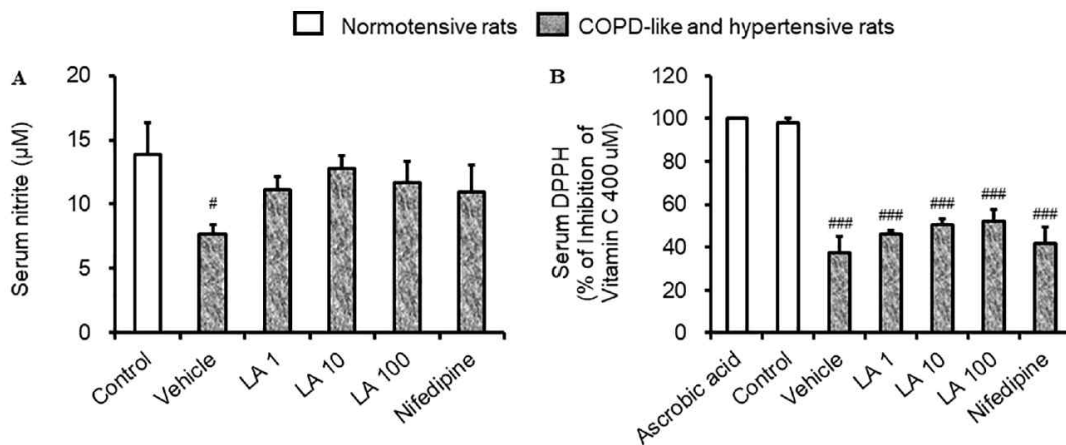 Normotensive rats COPD-like and hypertensive rats
A
Serum nitrite (µM)
20
15
10
5
0
#
Control
Vehicle
LA 1
LA 10
LA 100
Nifedipine
B
Serum DPPH
(% of Inhibition of
Vitamin C 400 uM)
120
100
80
60
40
20
0
###
###
###
###
###
Ascrobic acid
Control
Vehicle
LA 1
LA 10
LA 100
Nifedipine